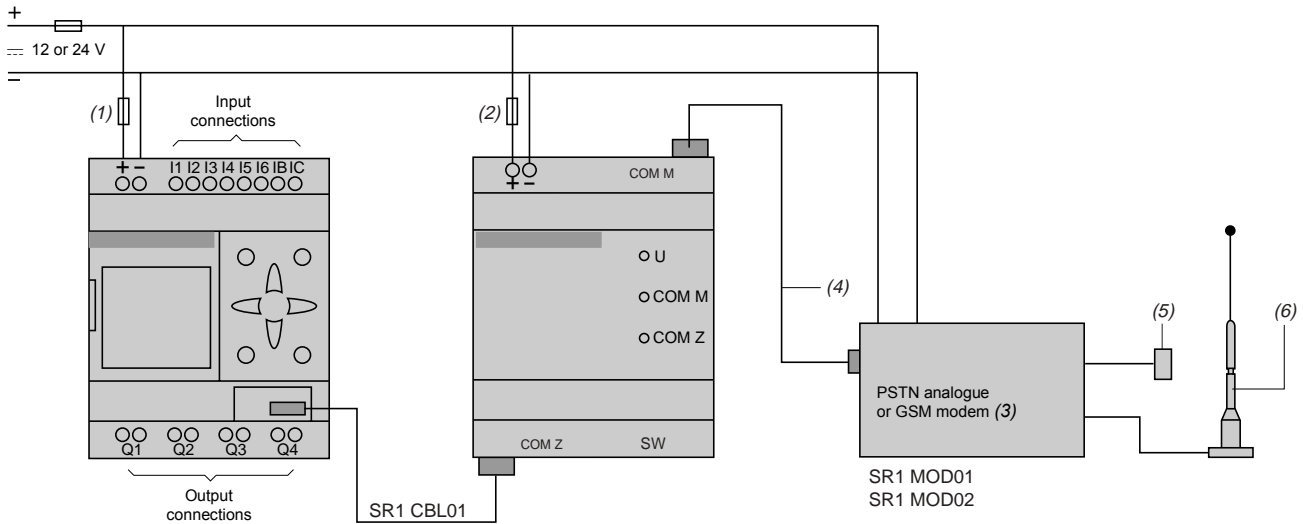 +
12 or 24 V
–
(1)
Input
connections
(2)
+ –
I1 I2 I3 I4 I5 I6 IB IC
+ –
COM M
U
COM M
COM Z
(4)
(5)
(6)
PSTN analogue
or GSM modem (3)
Q1 Q2 Q3 Q4
COM Z
SW
SR1 MOD01
SR1 MOD02
Output
connections
SR1 CBL01